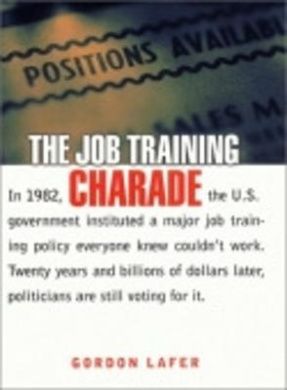 POSITIONS AVAILABL
SALES M
THE JOB TRAINING
CHARADE
In 1982, the U.S.
government instituted a major job train-
ing policy everyone knew couldn't work.
Twenty years and billions of dollars later,
politicians are still voting for it.
GORDON LAFER